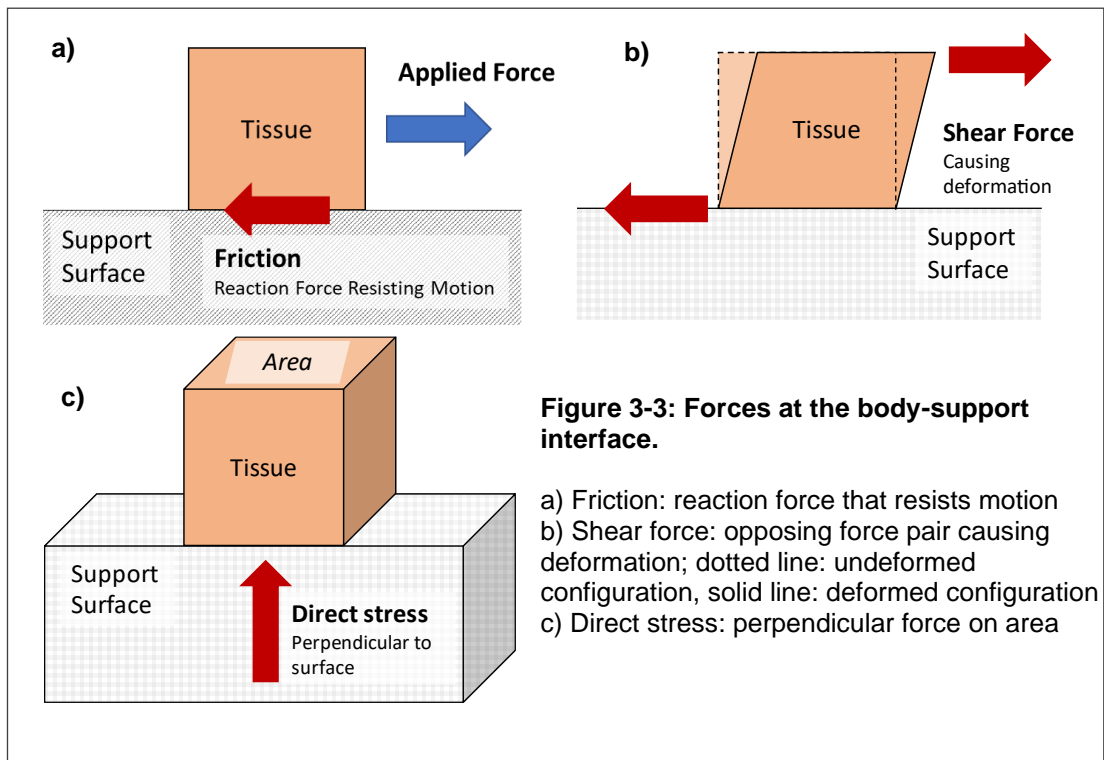 a)
Tissue
Applied Force
Support
Surface
Friction
Reaction Force Resisting Motion
b)
Tissue
Shear Force
Causing
deformation
Support
Surface
c)
Area
Tissue
Support
Surface
Direct stress
Perpendicular to
surface
Figure 3-3: Forces at the body-support
interface.
a) Friction: reaction force that resists motion
b) Shear force: opposing force pair causing
deformation; dotted line: undeformed
configuration, solid line: deformed configuration
c) Direct stress: perpendicular force on area